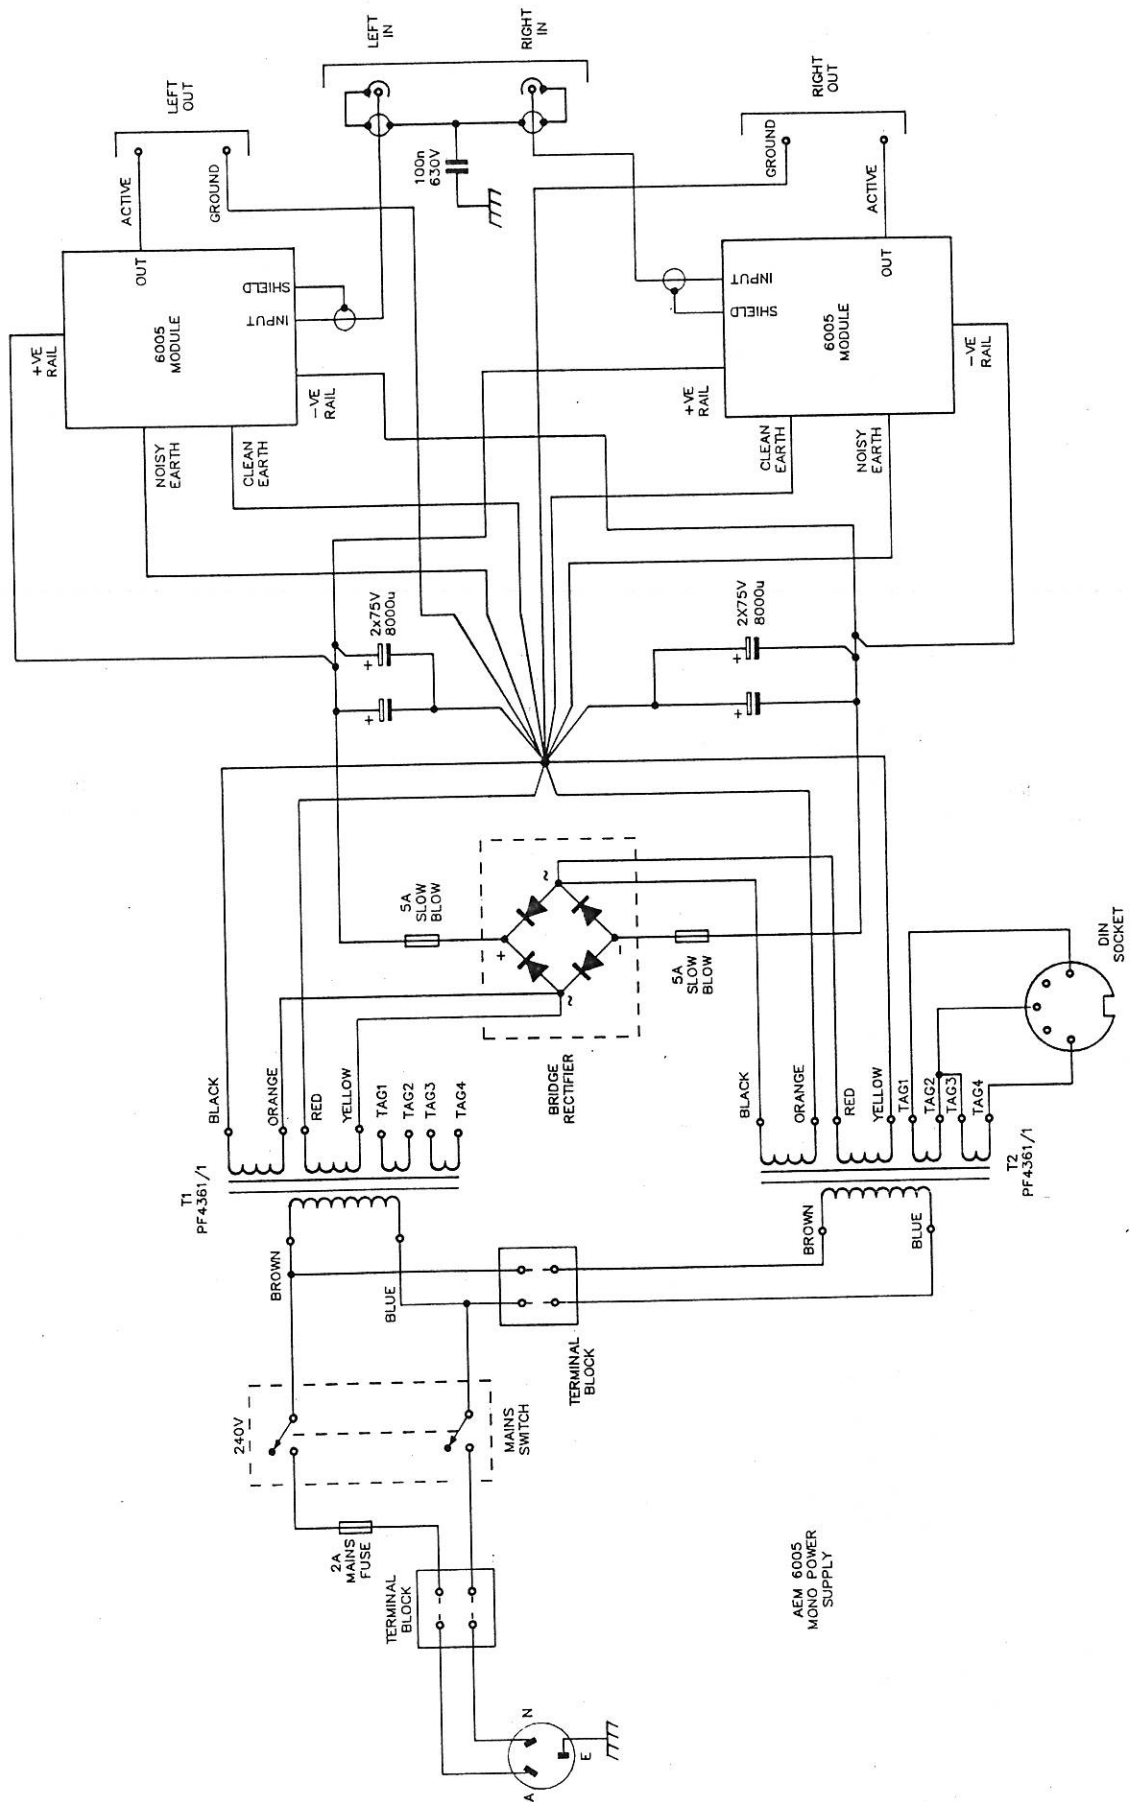 LEFT
OUT
LEFT
IN
RIGHT
IN
RIGHT
OUT
ACTIVE
GROUND
100n
630V
GROUND
ACTIVE
OUT
SHIELD
INPUT
6005
MODULE
+VE
RAIL
-VE
RAIL
NOISY
EARTH
CLEAN
EARTH
INPUT
SHIELD
OUT
6005
MODULE
+VE
RAIL
-VE
RAIL
CLEAN
EARTH
NOISY
EARTH
+
+
2x75V
8000u
+
+
2X75V
8000u
5A
SLOW
BLOW
+
~
~
-
5A
SLOW
BLOW
BRIDGE
RECTIFIER
DIN
SOCKET
BLACK
ORANGE
RED
YELLOW
TAG1
TAG2
TAG3
TAG4
T1
PF4361/1
BLACK
ORANGE
RED
YELLOW
TAG1
TAG2
TAG3
TAG4
T2
PF4361/1
BROWN
BLUE
BROWN
BLUE
TERMINAL
BLOCK
240V
MAINS
SWITCH
2A
MAINS
FUSE
TERMINAL
BLOCK
A
N
E
AEM 6005
MONO POWER
SUPPLY